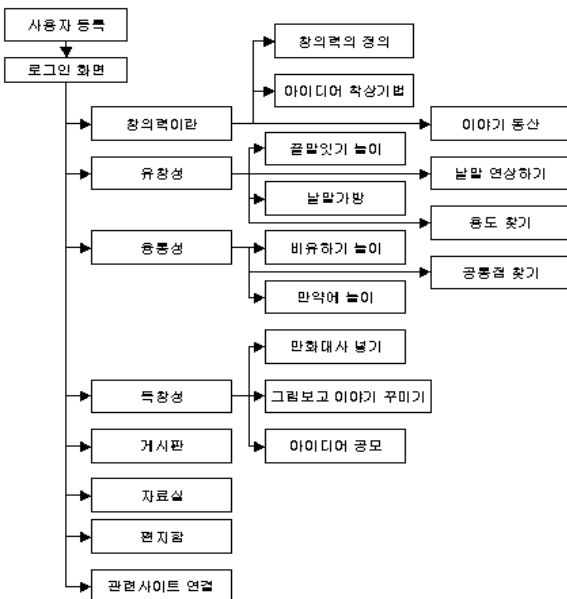 사용자 등록
로그인 화면
창의력이란
창의력의 정의
아이디어 착상기법
이야기 동산
유창성
끝말잇기 놀이
낱말가방
낱말 연상하기
용도 찾기
융통성
비유하기 놀이
만약에 놀이
공통점 찾기
독창성
만화대사 넣기
그림보고 이야기 꾸미기
아이디어 공모
게시판
자료실
편지함
관련사이트 연결